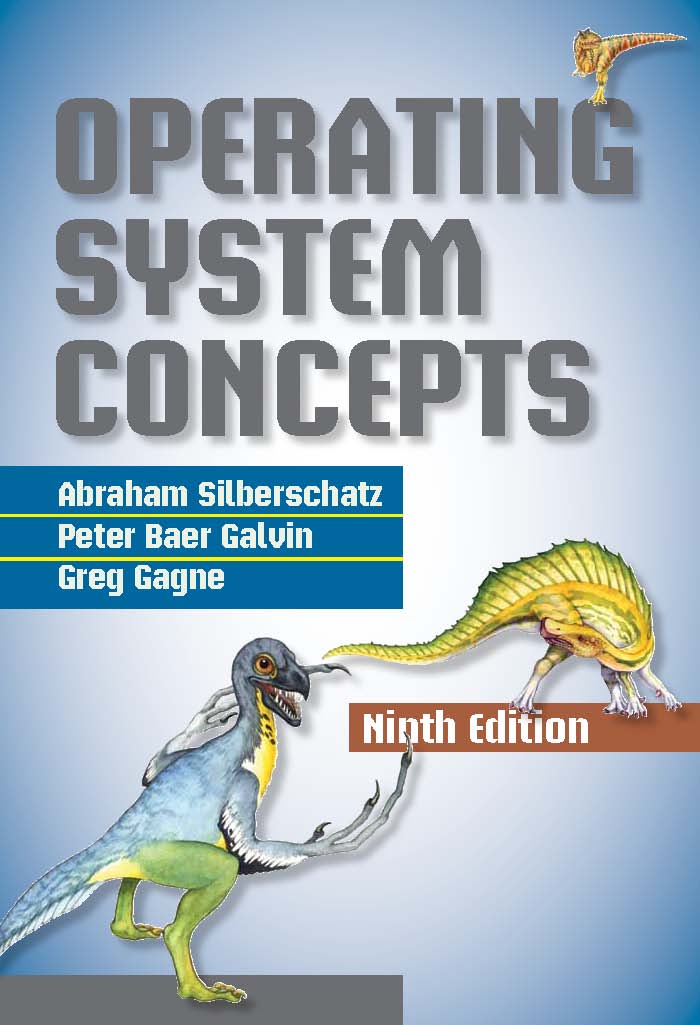 OPERATING
SYSTEM
CONCEPTS
Abraham Silberschatz
Peter Baer Galvin
Greg Gagne
Ninth Edition